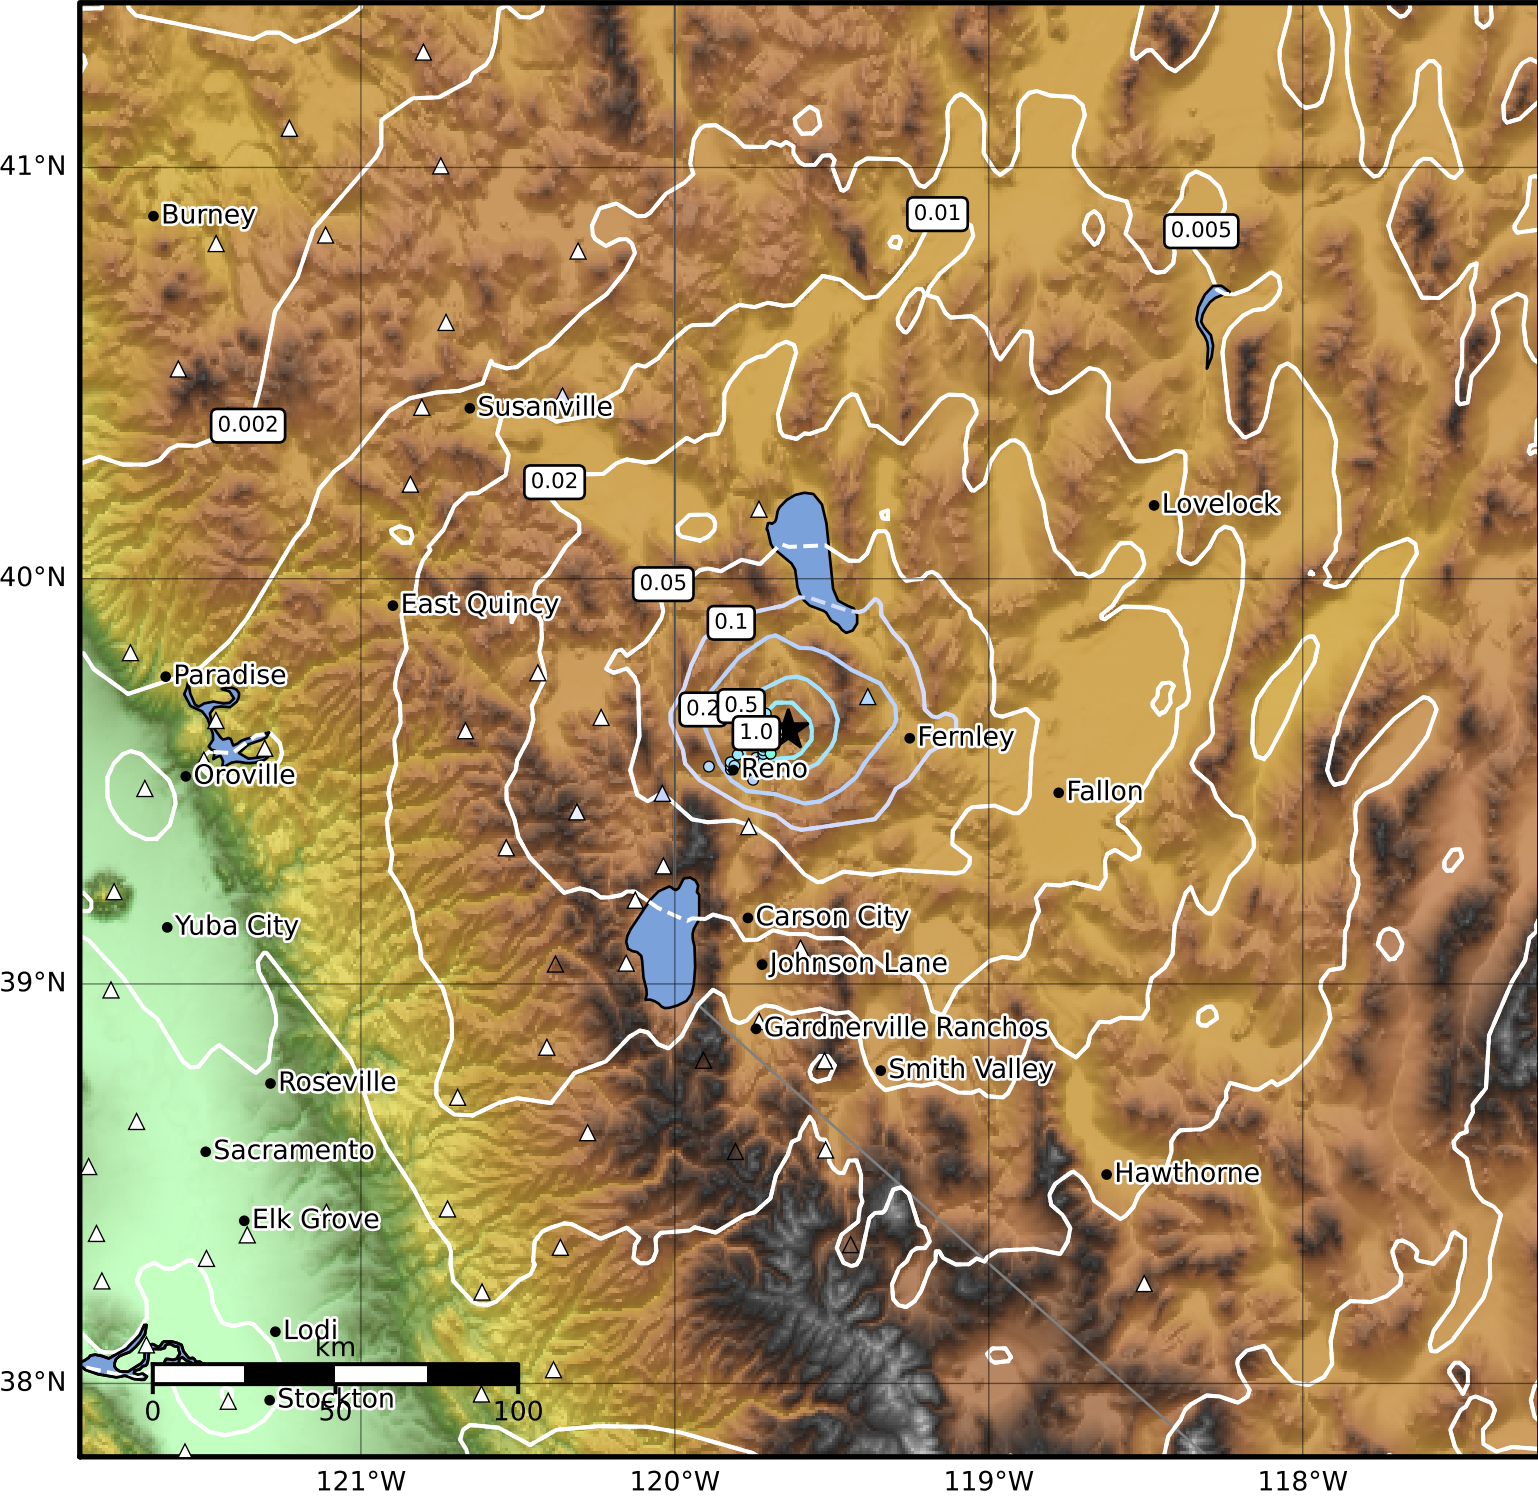 41°N
Burney
0.01
0.005
0.002
Susanville
0.02
Lovelock
40°N
0.05
East Quincy
0.1
Paradise
0.2
0.5
1.0
Fernley
Oroville
Reno
Fallon
Yuba City
Carson City
Johnson Lane
39°N
Gardnerville Ranchos
Smith Valley
Roseville
Sacramento
Hawthorne
Elk Grove
Lodi
km
38°N
Stockton
0
50
100
121°W
120°W
119°W
118°W